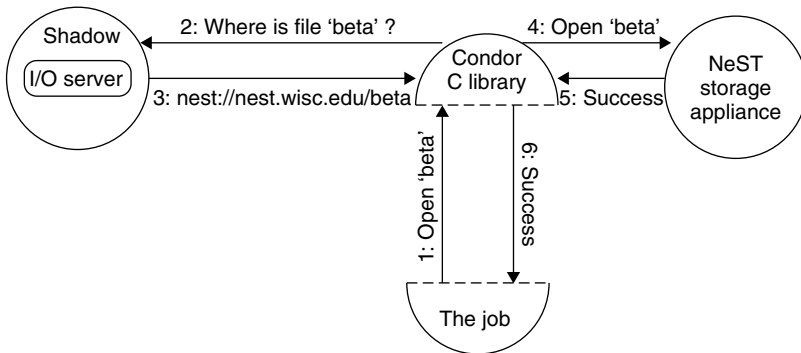 Shadow
I/O server
2: Where is file ‘beta’ ?
3: nest://nest.wisc.edu/beta
Condor
C library
4: Open ‘beta’
5: Success
NeST
storage
appliance
1: Open ‘beta’
6: Success
The job